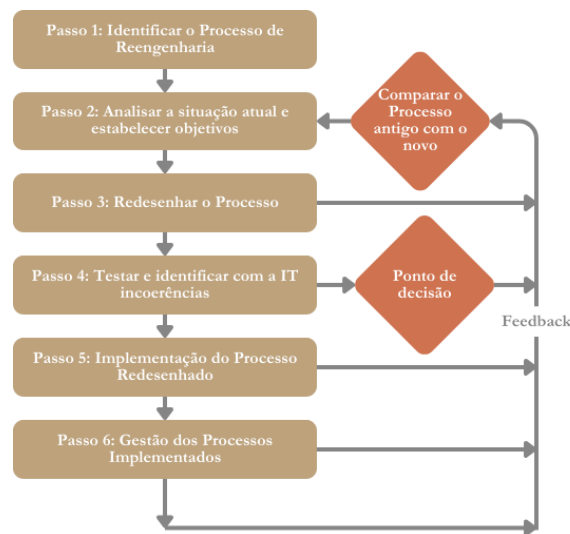 Passo 1: Identificar o Processo de
Reengenharia
Passo 2: Analisar a situação atual e
estabelecer objetivos
Comparar o
Processo
antigo com o
novo
Passo 3: Redesenhar o Processo
Passo 4: Testar e identificar com a IT
incoerências
Ponto de
decisão
Feedback
Passo 5: Implementação do Processo
Redesenhado
Passo 6: Gestão dos Processos
Implementados